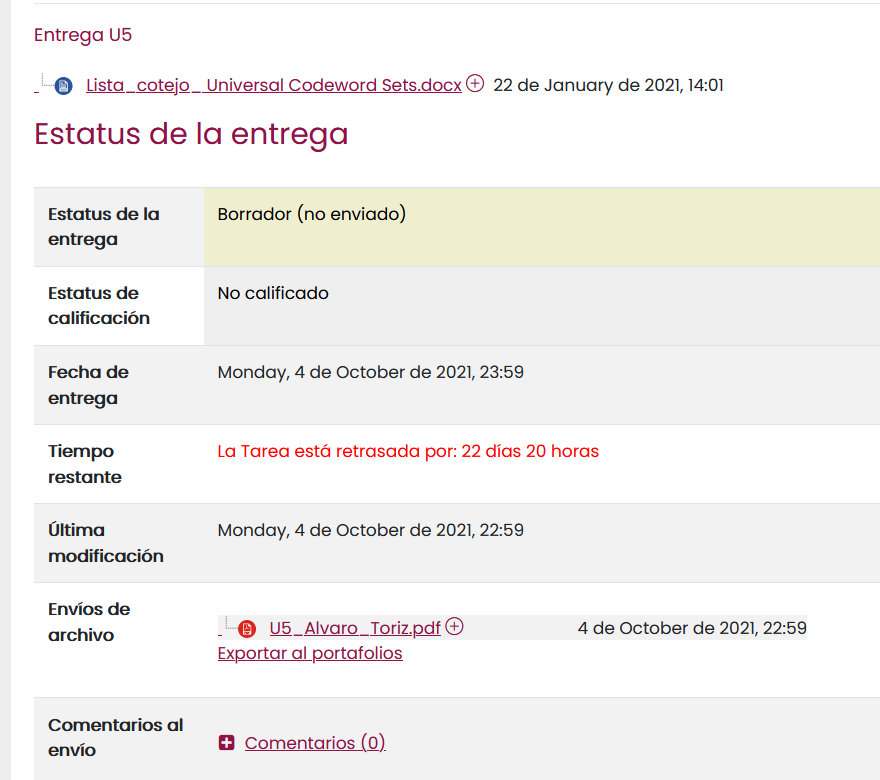 Entrega U5
Lista_cotejo_ Universal Codeword Sets.docx 22 de January de 2021, 14:01
Estatus de la entrega
Estatus de la entrega
Borrador (no enviado)
Estatus de calificación
No calificado
Fecha de entrega
Monday, 4 de October de 2021, 23:59
Tiempo restante
La Tarea está retrasada por: 22 días 20 horas
Última modificación
Monday, 4 de October de 2021, 22:59
Envíos de archivo
U5_Alvaro_Toriz.pdf 4 de October de 2021, 22:59
Exportar al portafolios
Comentarios al envío
Comentarios (0)